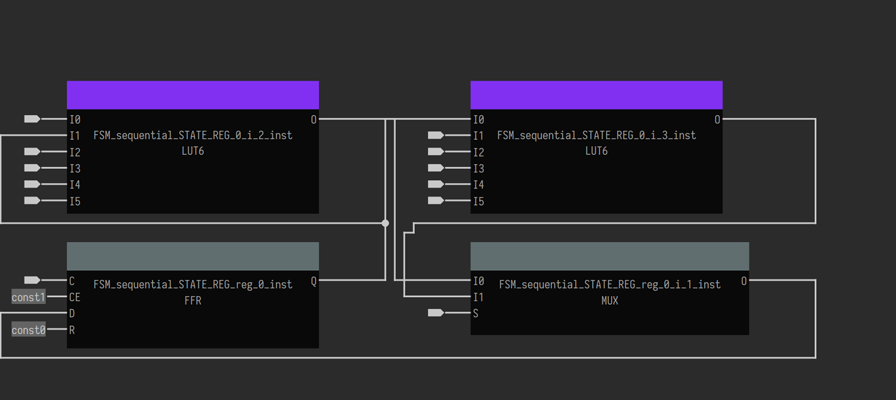 I0
I1
I2
I3
I4
I5
FSM_sequential_STATE_REG_0_i_2_inst
LUT6
O
I0
I1
I2
I3
I4
I5
FSM_sequential_STATE_REG_0_i_3_inst
LUT6
O
C
CE
D
R
const1
const0
FSM_sequential_STATE_REG_reg_0_inst
FFR
Q
I0
I1
S
FSM_sequential_STATE_REG_reg_0_i_1_inst
MUX
O